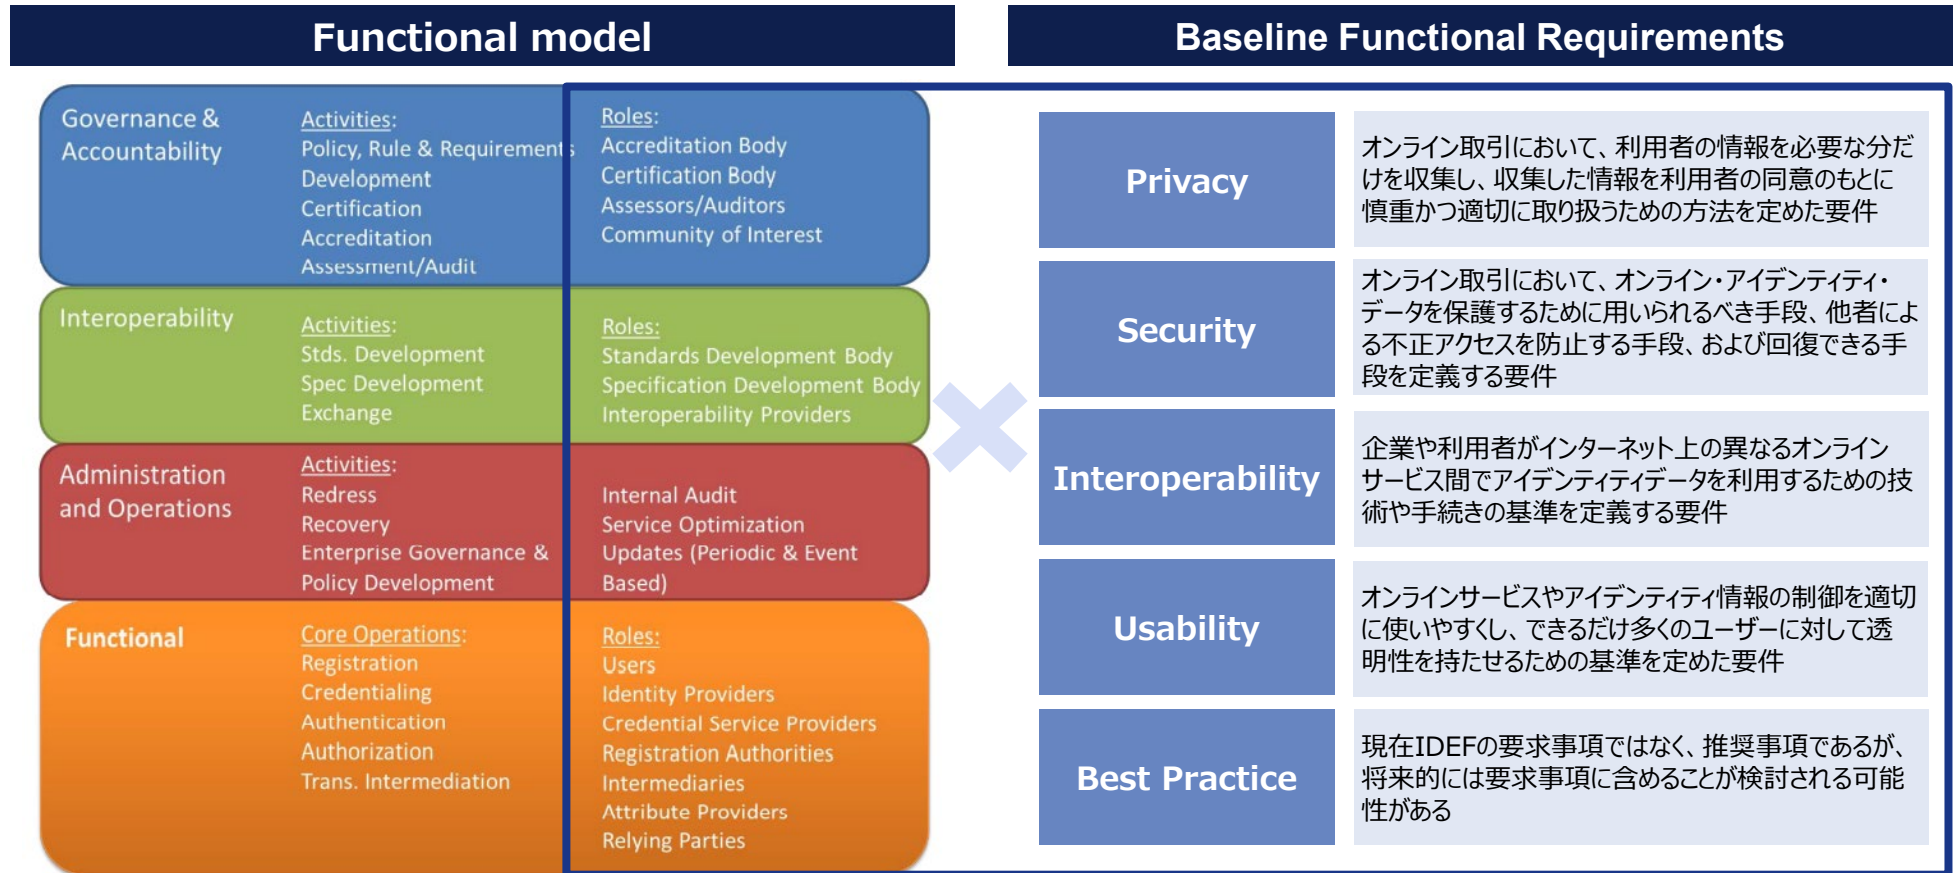 Functional model
Governance &
Accountability
Activities:
Policy, Rule & Requirements
Development
Certification
Accreditation
Assessment/Audit
Roles:
Accreditation Body
Certification Body
Assessors/Auditors
Community of Interest
Interoperability
Activities:
Stds. Development
Spec Development
Exchange
Roles:
Standards Development Body
Specification Development Body
Interoperability Providers
Administration
and Operations
Activities:
Redress
Recovery
Enterprise Governance &
Policy Development
Internal Audit
Service Optimization
Updates (Periodic & Event
Based)
Functional
Core Operations:
Registration
Credentialing
Authentication
Authorization
Trans. Intermediation
Roles:
Users
Identity Providers
Credential Service Providers
Registration Authorities
Intermediaries
Attribute Providers
Relying Parties
Baseline Functional Requirements
Privacy
オンライン取引において、利用者の情報を必要な分だ
けを収集し、収集した情報を利用者の同意のもとに
慎重かつ適切に取り扱うための方法を定めた要件
Security
オンライン取引において、オンライン・アイデンティティ・
データを保護するために用いられるべき手段、他者によ
る不正アクセスを防止する手段、および回復できる手
段を定義する要件
Interoperability
企業や利用者がインターネット上の異なるオンライン
サービス間でアイデンティティデータを利用するための技
術や手続きの基準を定義する要件
Usability
オンラインサービスやアイデンティティ情報の制御を適切
に使いやすくし、できるだけ多くのユーザーに対して透
明性を持たせるための基準を定めた要件
Best Practice
現在IDEFの要求事項ではなく、推奨事項であるが、
将来的には要求事項に含めることが検討される可能
性がある